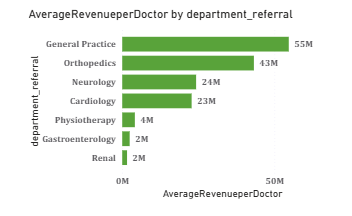 AverageRevenueperDoctor by department_referral
department_referral
General Practice 55M
Orthopedics 43M
Neurology 24M
Cardiology 23M
Physiotherapy 4M
Gastroenterology 2M
Renal 2M
0M 50M
AverageRevenueperDoctor